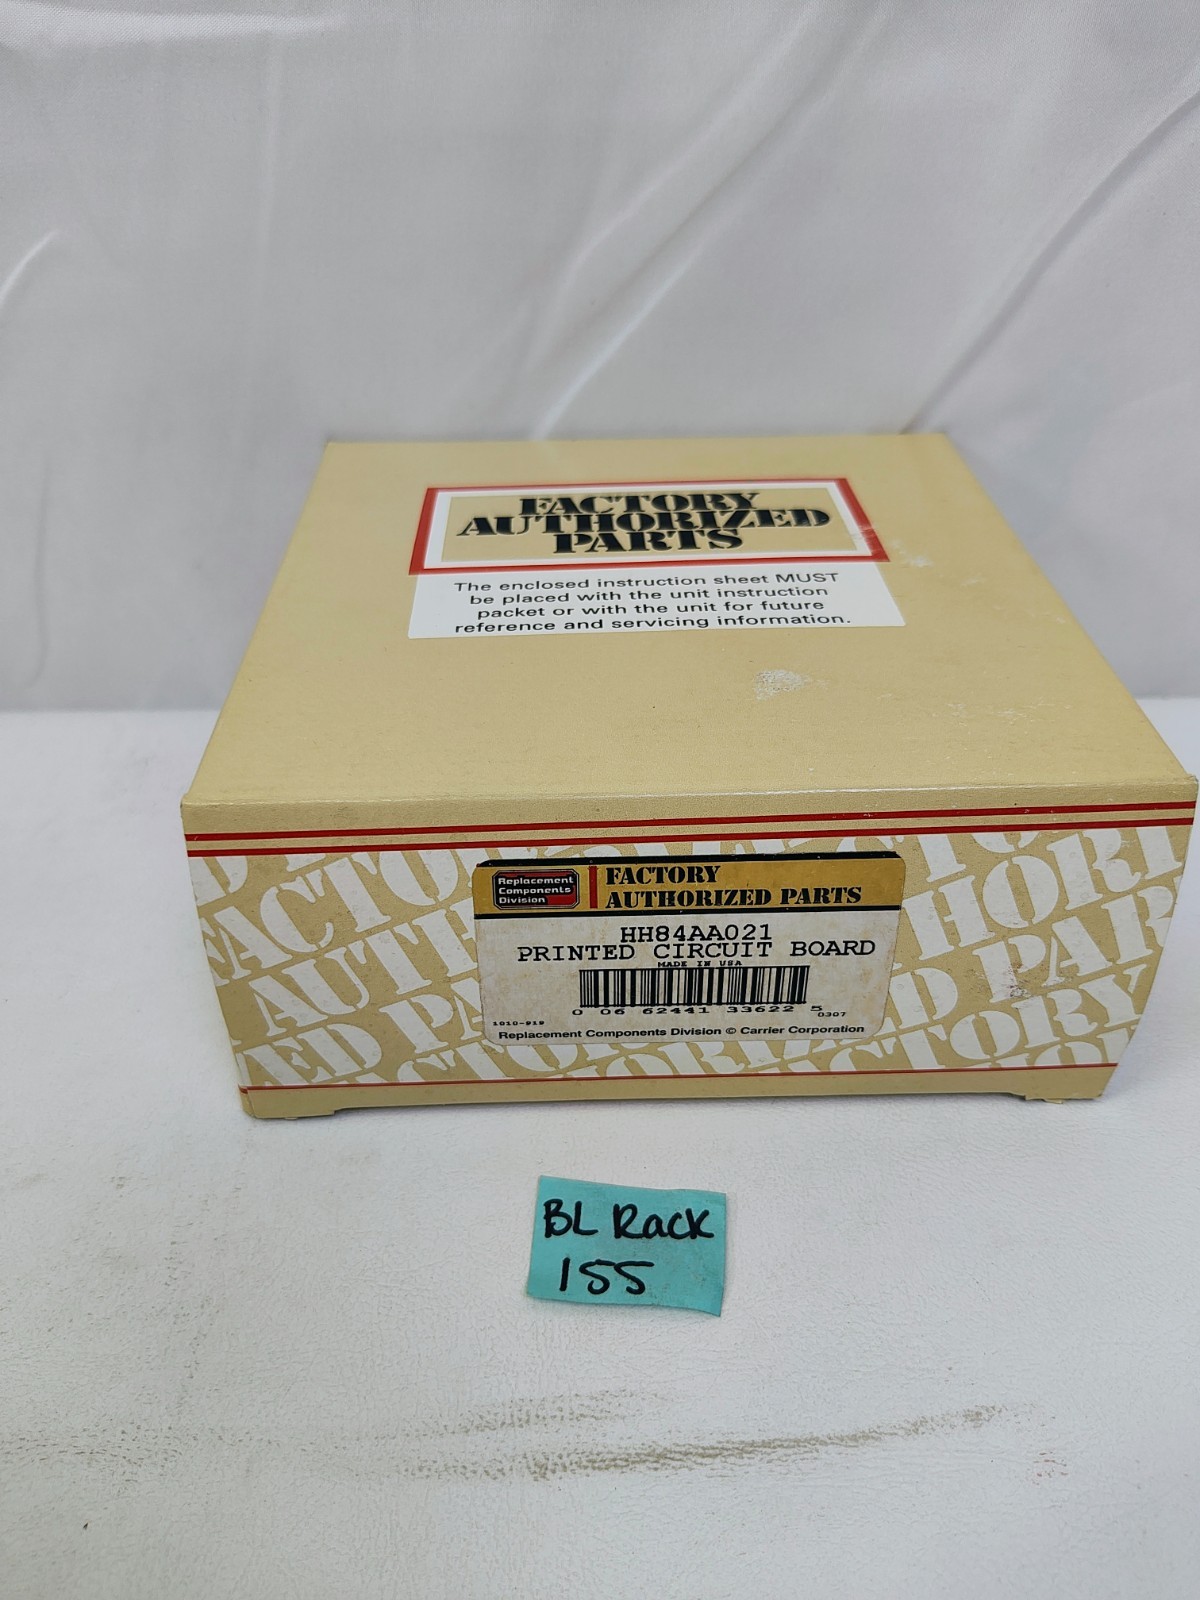 FACTORY
AUTHORIZED
PARTS
The enclosed instruction sheet MUST
be placed with the unit instruction
packet or with the unit for future
reference and servicing information.
Replacement
Components
Division
FACTORY
AUTHORIZED PARTS
HH84AA021
PRINTED CIRCUIT BOARD
MADE IN USA
0 06 62441 33622 5
1010-919
0307
Replacement Components Division © Carrier Corporation
BL Rack
155